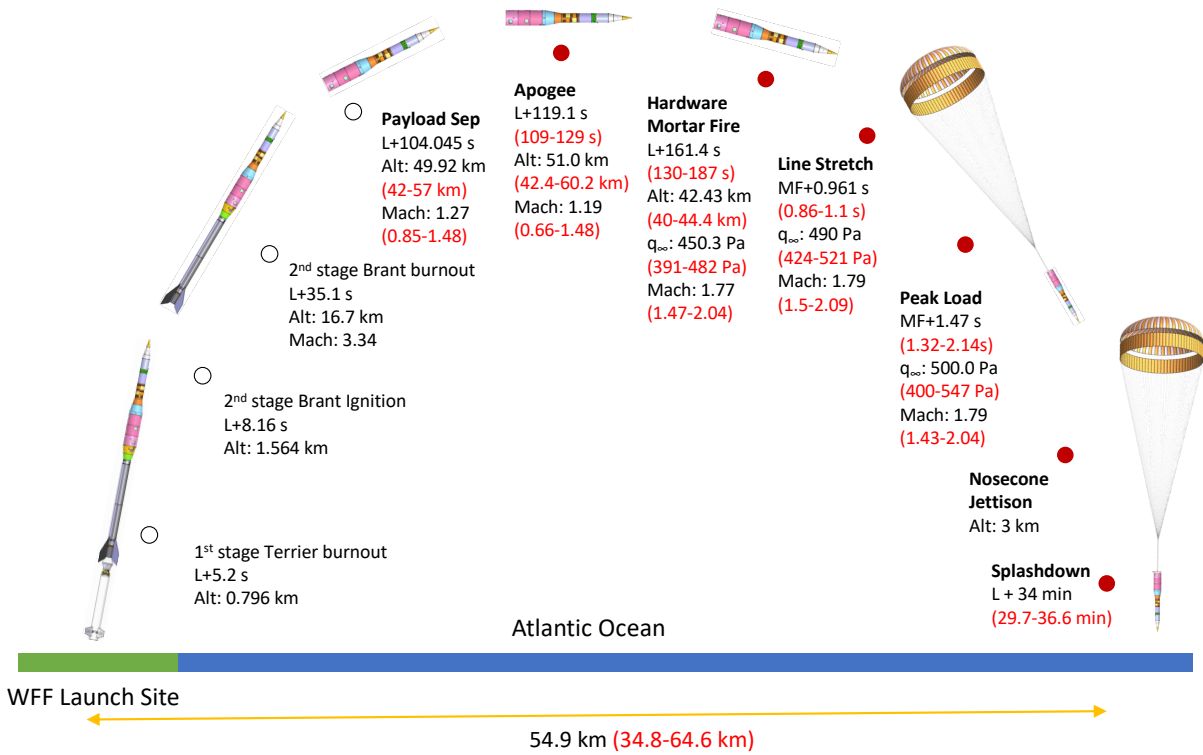 Payload Sep
L+104.045 s
Alt: 49.92 km
(42-57 km)
Mach: 1.27
(0.85-1.48)
Apogee
L+119.1 s
(109-129 s)
Alt: 51.0 km
(42.4-60.2 km)
Mach: 1.19
(0.66-1.48)
Hardware
Mortar Fire
L+161.4 s
(130-187 s)
Alt: 42.43 km
(40-44.4 km)
q∞: 450.3 Pa
(391-482 Pa)
Mach: 1.77
(1.47-2.04)
Line Stretch
MF+0.961 s
(0.86-1.1 s)
q∞: 490 Pa
(424-521 Pa)
Mach: 1.79
(1.5-2.09)
Peak Load
MF+1.47 s
(1.32-2.14s)
q∞: 500.0 Pa
(400-547 Pa)
Mach: 1.79
(1.43-2.04)
2nd stage Brant burnout
L+35.1 s
Alt: 16.7 km
Mach: 3.34
2nd stage Brant Ignition
L+8.16 s
Alt: 1.564 km
1st stage Terrier burnout
L+5.2 s
Alt: 0.796 km
Nosecone
Jettison
Alt: 3 km
Splashdown
L + 34 min
(29.7-36.6 min)
Atlantic Ocean
WFF Launch Site
54.9 km (34.8-64.6 km)